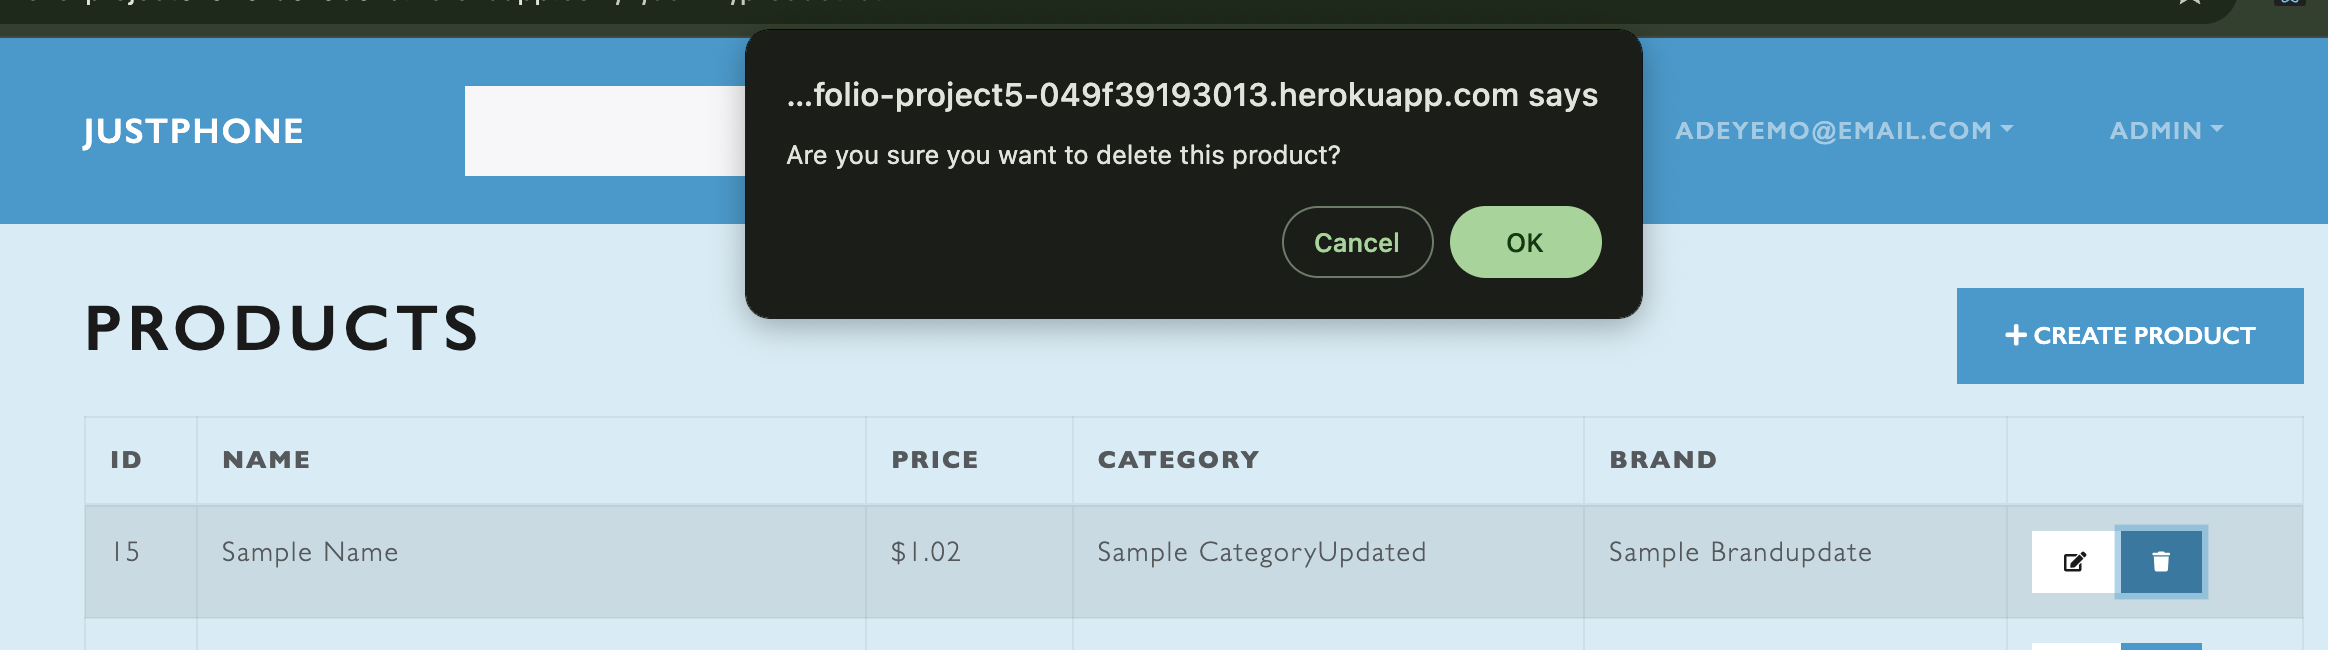 ...folio-project5-049f39193013.herokuapp.com says
Are you sure you want to delete this product?
Cancel
OK
JUSTPHONE
ADEYEMO@EMAIL.COM
ADMIN
PRODUCTS
CREATE PRODUCT
ID NAME PRICE CATEGORY BRAND
15 Sample Name $1.02 Sample CategoryUpdated Sample Brandupdate